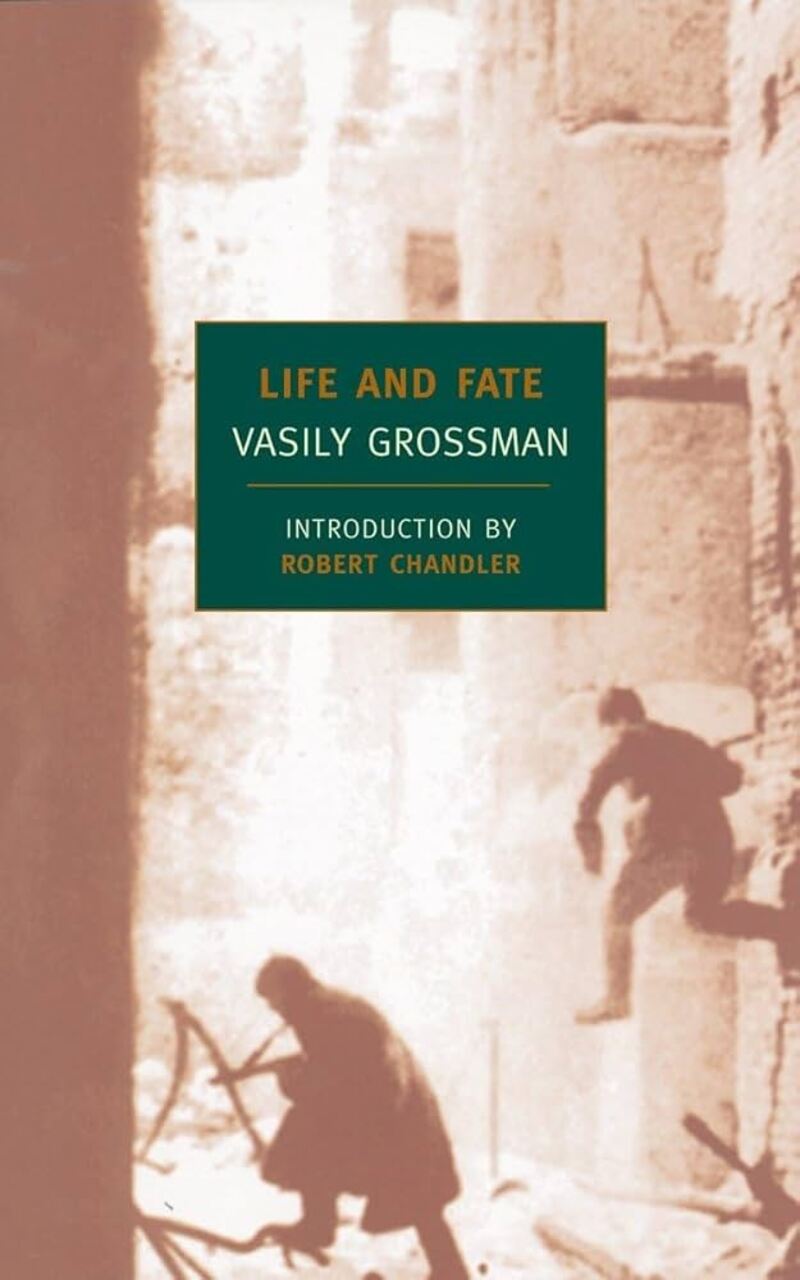 LIFE AND FATE
VASILY GROSSMAN
INTRODUCTION BY
ROBERT CHANDLER